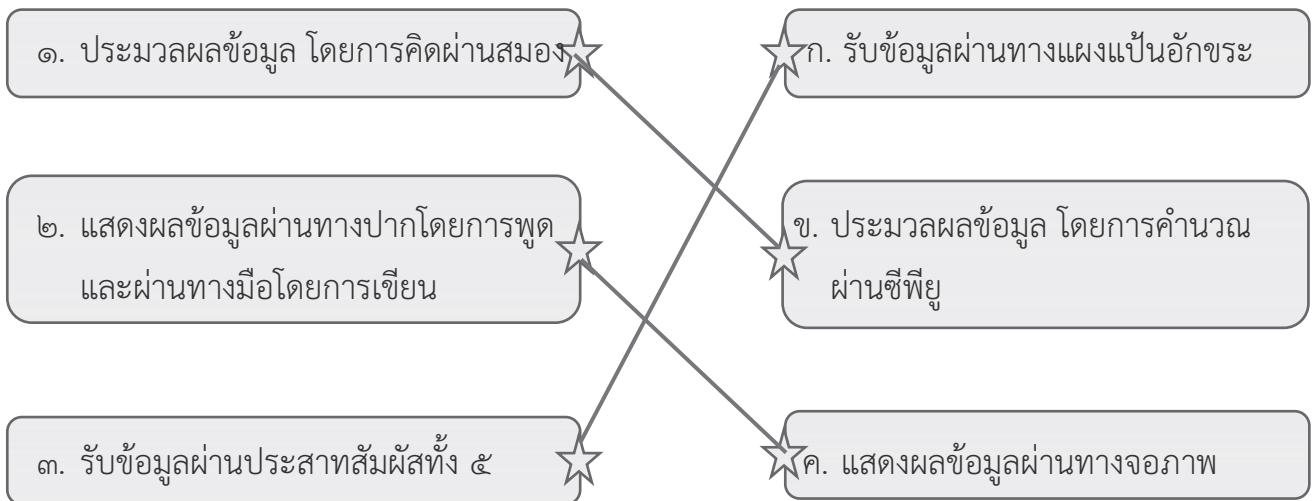 ๑. ประมวลผลข้อมูล โดยการคิดผ่านสมอง
ก. รับข้อมูลผ่านทางแผงแป้นอักขระ
๒. แสดงผลข้อมูลผ่านทางปากโดยการพูด
และผ่านทางมือโดยการเขียน
ข. ประมวลผลข้อมูล โดยการคำนวณ
ผ่านซีพียู
๓. รับข้อมูลผ่านประสาทสัมผัสทั้ง ๕
ค. แสดงผลข้อมูลผ่านทางจอภาพ